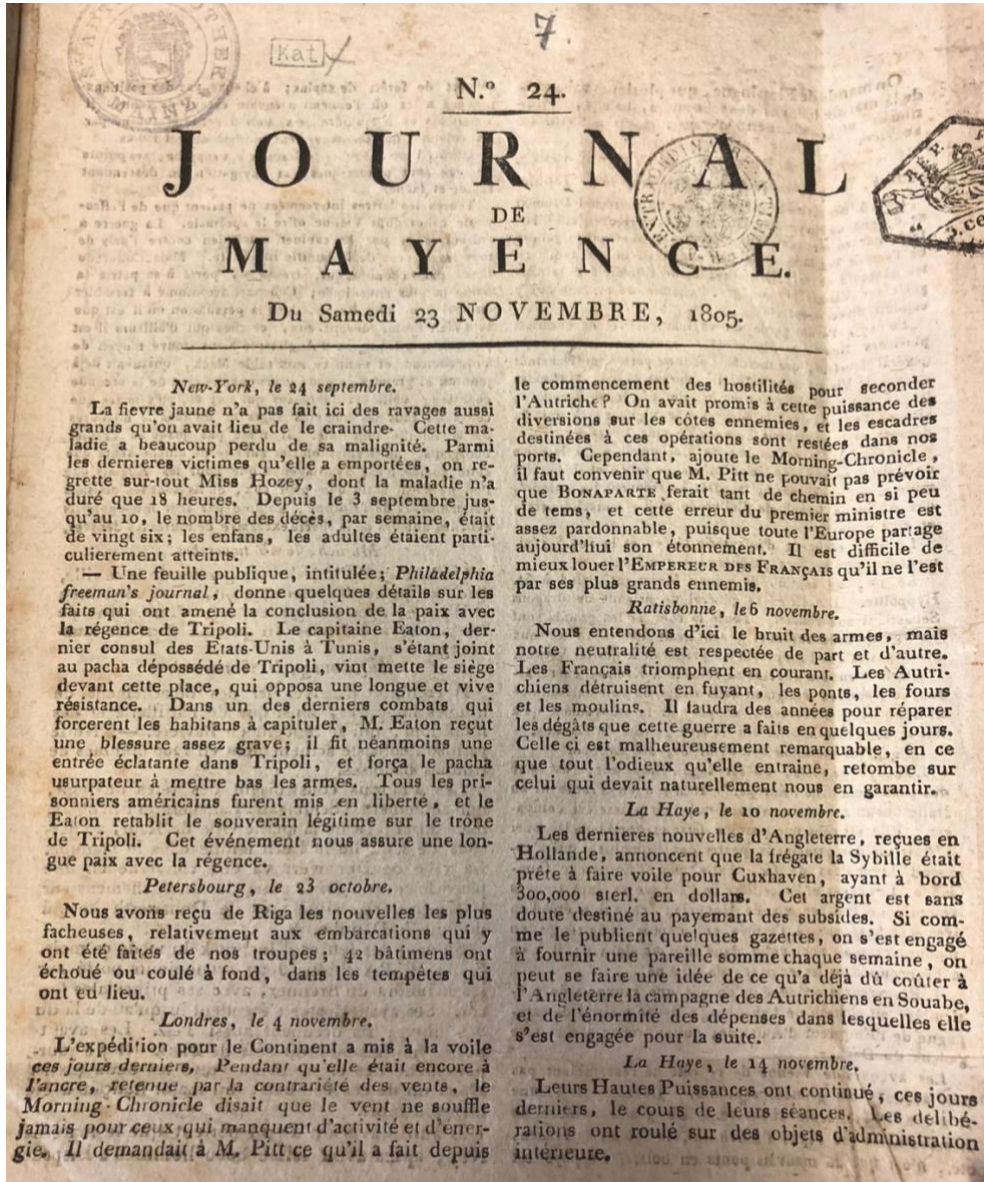 7
Kat
N.º 24.
JOURNAL
DE
MAYENCE.
Du Samedi 23 NOVEMBRE, 1805.
New-York, le 24 septembre.
La fievre jaune n'a pas fait ici des ravages aussi
grands qu'on avait lieu de le craindre. Cette ma-
ladie a beaucoup perdu de sa malignité. Parmi
les dernieres victimes qu'elle a emportées, on re-
grette sur-tout Miss Hozey, dont la maladie n'a
duré que 18 heures. Depuis le 3 septembre jus-
qu'au 10, le nombre des décès, par semaine, était
de vingt six; les enfans, les adultes étaient parti-
culierement atteints.
— Une feuille publique, intitulée; Philadelphia
freeman's journal, donne quelques détails sur les
faits qui ont amené la conclusion de la paix avec
la régence de Tripoli. Le capitaine Eaton, der-
nier consul des Etats-Unis à Tunis, s'étant joint
au pacha dépossédé de Tripoli, vint mette le siège
devant cette place, qui opposa une longue et vive
résistance. Dans un des derniers combats qui
forcerent les habitans à capituler, M. Eaton reçut
une blessure assez grave; il fit néanmoins une
entrée éclatante dans Tripoli, et força le pacha
usurpateur à mettre bas les armes. Tous les pri-
sonniers américains furent mis en liberté, et le
Eaton retablit le souverain légitime sur le trône
de Tripoli. Cet événement nous assure une lon-
gue paix avec la régence.
Petersbourg, le 23 octobre.
Nous avons reçu de Riga les nouvelles les plus
facheuses, relativement aux embarcations qui y
ont été faites de nos troupes; 42 bâtimens ont
échoué ou coulé à fond, dans les tempêtes qui
ont eu lieu.
Londres, le 4 novembre.
L'expédition pour le Continent a mis à la voile
ces jours derniers. Pendant qu'elle était encore à
l'ancre, retenue par la contrariété des vents, le
Morning-Chronicle disait que le vent ne souffle
jamais pour ceux qui manquent d'activité et d'éner-
gie. Il demandait à M. Pitt ce qu'il a fait depuis
le commencement des hostilités pour seconder
l'Autriche? On avait promis à cette puissance des
diversions sur les côtes ennemies, et les escadres
destinées à ces opérations sont restées dans nos
ports. Cependant, ajoute le Morning-Chronicle,
il faut convenir que M. Pitt ne pouvait pas prévoir
que BONAPARTE ferait tant de chemin en si peu
de tems, et cette erreur du premier ministre est
assez pardonnable, puisque toute l'Europe partage
aujourd'hui son étonnement. Il est difficile de
mieux louer l'EMPEREUR DES FRANÇAIS qu'il ne l'est
par ses plus grands ennemis.
Ratisbonne, le 6 novembre.
Nous entendons d'ici le bruit des armes, mais
notre neutralité est respectée de part et d'autre.
Les Français triomphent en courant. Les Autri-
chiens détruisent en fuyant, les ponts, les fours
et les moulins. Il faudra des années pour réparer
les dégâts que cette guerre a faits en quelques jours.
Celle ci est malheureusement remarquable, en ce
que tout l'odieux qu'elle entraine, retombe sur
celui qui devait naturellement nous en garantir.
La Haye, le 10 novembre.
Les dernieres nouvelles d'Angleterre, reçues en
Hollande, annoncent que la frégate la Sybille était
prête à faire voile pour Cuxhaven, ayant à bord
300,000 sterl. en dollars. Cet argent est sans
doute destiné au payemant des subsides. Si com-
me le publient quelques gazettes, on s'est engagé
à fournir une pareille somme chaque semaine, on
peut se faire une idée de ce qu'a déjà dû coûter à
l'Angleterre la campagne des Autrichiens en Souabe,
et de l'énormité des dépenses dans lesquelles elle
s'est engagée pour la suite.
La Haye, le 14 novembre.
Leurs Hautes Puissances ont continué, ces jours
derniers, le cours de leurs séances. Les delibé-
rations ont roulé sur des objets d'administration
intérieure.